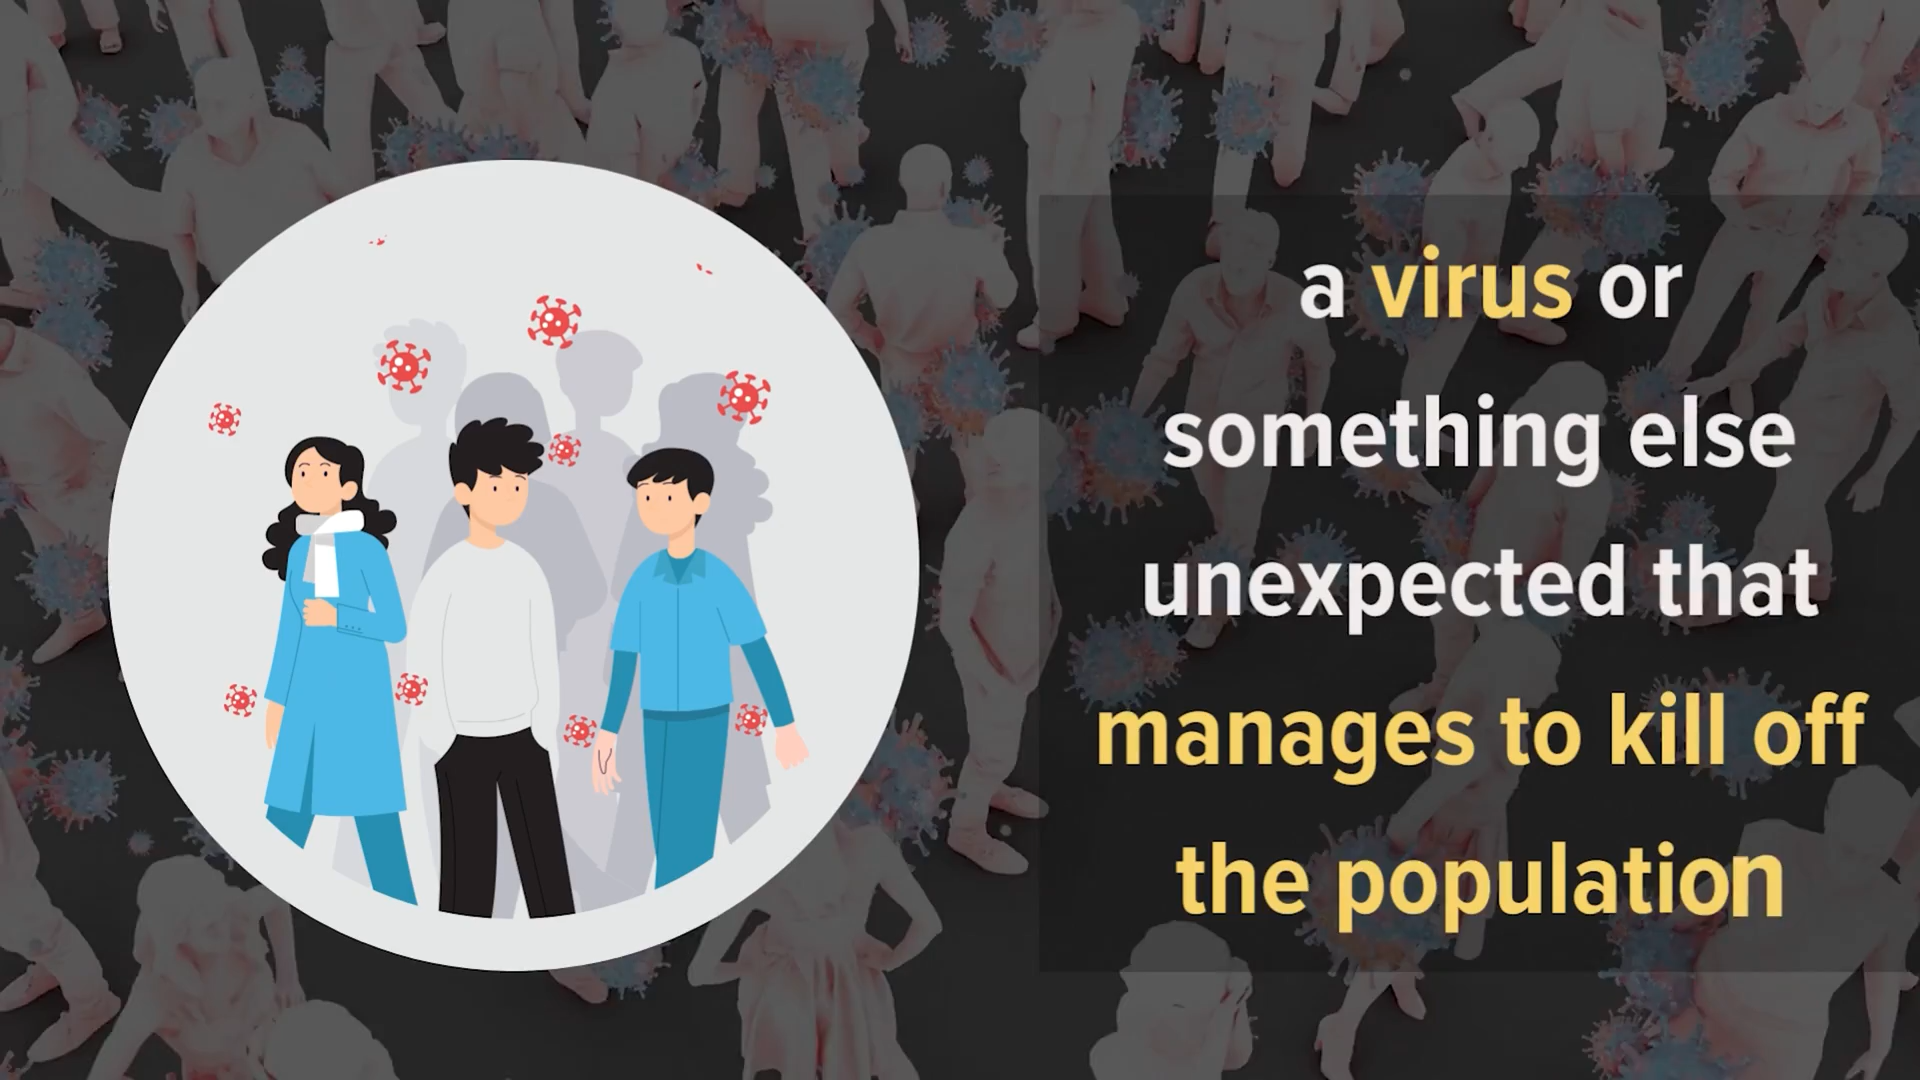 a virus or
something else
unexpected that
manages to kill off
the population